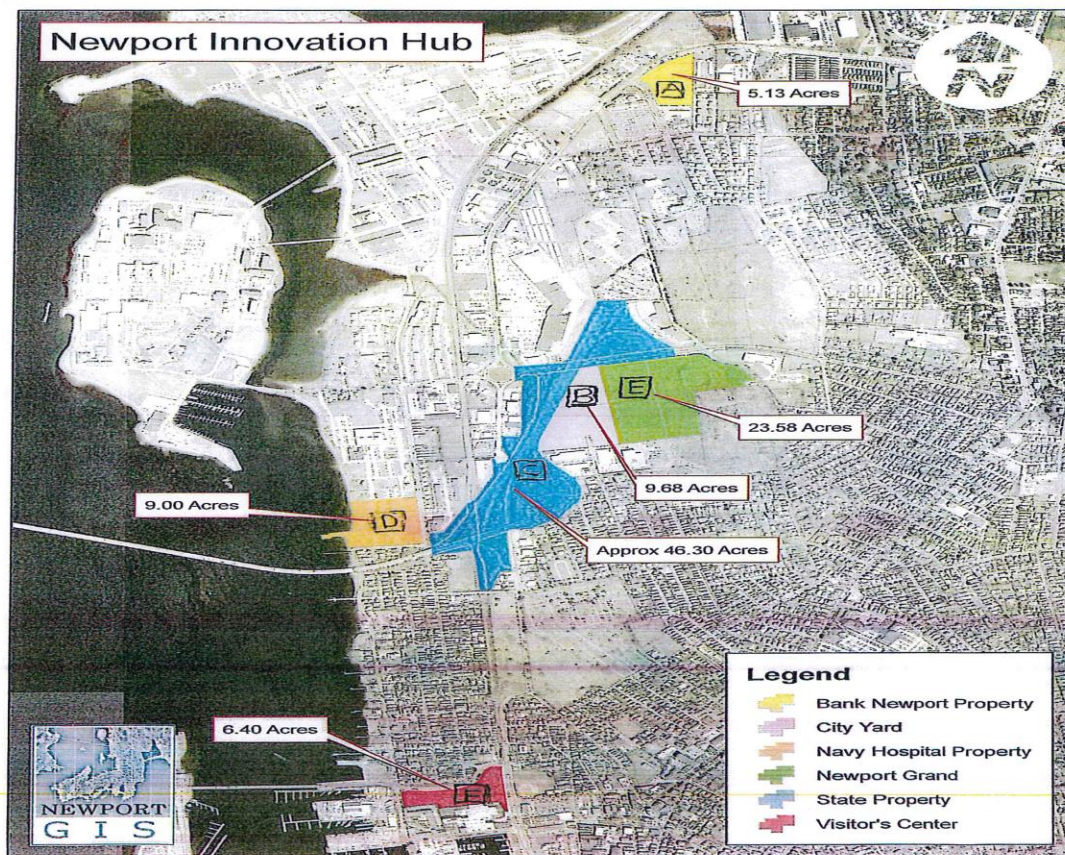 Newport Innovation Hub
N
A
5.13 Acres
B
E
23.58 Acres
C
9.68 Acres
9.00 Acres
D
Approx 46.30 Acres
6.40 Acres
Legend
Bank Newport Property
City Yard
Navy Hospital Property
Newport Grand
State Property
Visitor's Center
NEWPORT
GIS